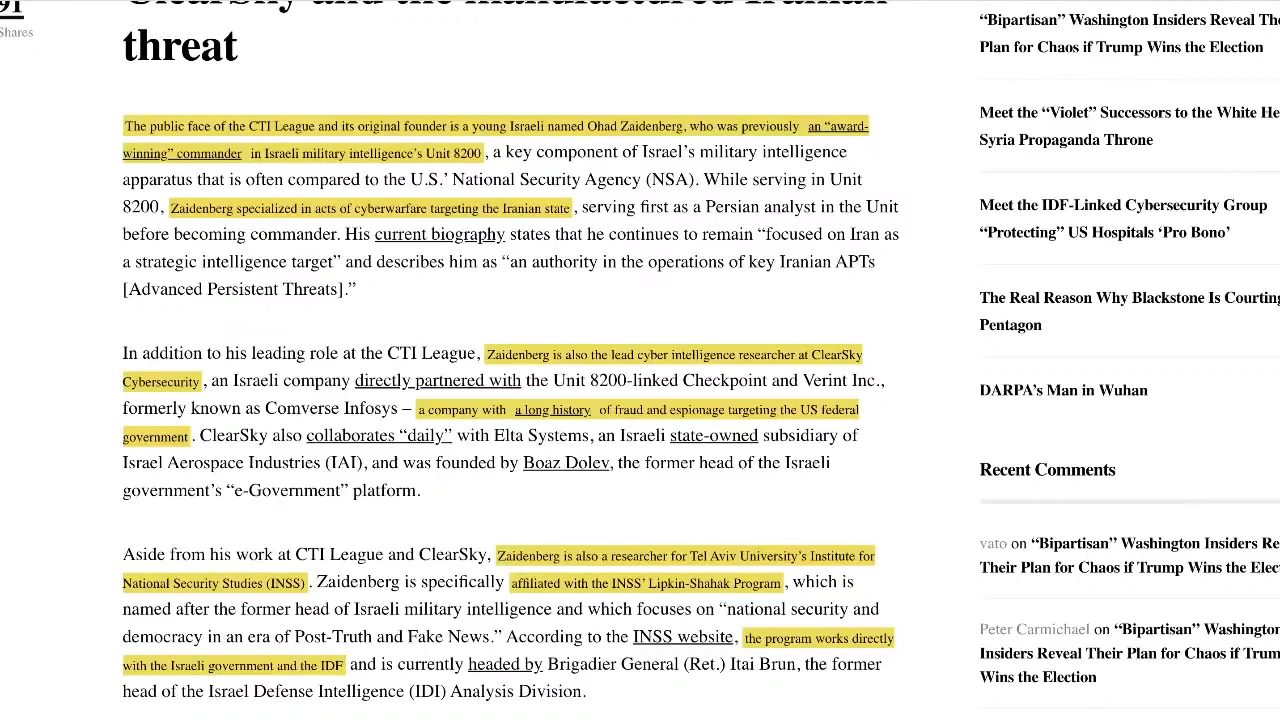 91
Shares
ClearSky and the manufactured Iranian
threat
The public face of the CTI League and its original founder is a young Israeli named Ohad Zaidenberg, who was previously an “award-
winning” commander in Israeli military intelligence’s Unit 8200, a key component of Israel’s military intelligence
apparatus that is often compared to the U.S.’ National Security Agency (NSA). While serving in Unit
8200, Zaidenberg specialized in acts of cyberwarfare targeting the Iranian state, serving first as a Persian analyst in the Unit
before becoming commander. His current biography states that he continues to remain “focused on Iran as
a strategic intelligence target” and describes him as “an authority in the operations of key Iranian APTs
[Advanced Persistent Threats].”
In addition to his leading role at the CTI League, Zaidenberg is also the lead cyber intelligence researcher at ClearSky
Cybersecurity, an Israeli company directly partnered with the Unit 8200-linked Checkpoint and Verint Inc.,
formerly known as Comverse Infosys – a company with a long history of fraud and espionage targeting the US federal
government. ClearSky also collaborates “daily” with Elta Systems, an Israeli state-owned subsidiary of
Israel Aerospace Industries (IAI), and was founded by Boaz Dolev, the former head of the Israeli
government’s “e-Government” platform.
Aside from his work at CTI League and ClearSky, Zaidenberg is also a researcher for Tel Aviv University’s Institute for
National Security Studies (INSS). Zaidenberg is specifically affiliated with the INSS’ Lipkin-Shahak Program, which is
named after the former head of Israeli military intelligence and which focuses on “national security and
democracy in an era of Post-Truth and Fake News.” According to the INSS website, the program works directly
with the Israeli government and the IDF and is currently headed by Brigadier General (Ret.) Itai Brun, the former
head of the Israel Defense Intelligence (IDI) Analysis Division.
“Bipartisan” Washington Insiders Reveal The
Plan for Chaos if Trump Wins the Election
Meet the “Violet” Successors to the White He
Syria Propaganda Throne
Meet the IDF-Linked Cybersecurity Group
“Protecting” US Hospitals ‘Pro Bono’
The Real Reason Why Blackstone Is Courting
Pentagon
DARPA’s Man in Wuhan
Recent Comments
vato on “Bipartisan” Washington Insiders Re
Their Plan for Chaos if Trump Wins the Elec
Peter Carmichael on “Bipartisan” Washington
Insiders Reveal Their Plan for Chaos if Trum
Wins the Election